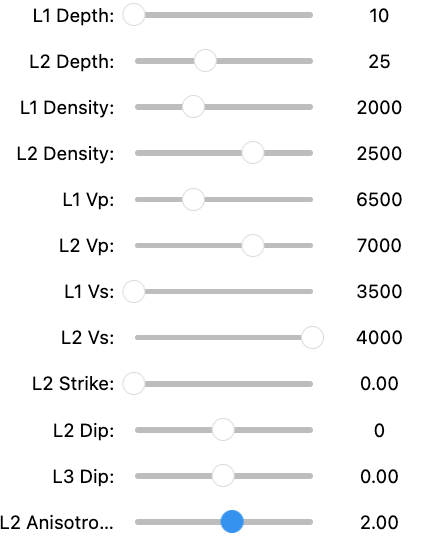 L1 Depth: 10
L2 Depth: 25
L1 Density: 2000
L2 Density: 2500
L1 Vp: 6500
L2 Vp: 7000
L1 Vs: 3500
L2 Vs: 4000
L2 Strike: 0.00
L2 Dip: 0
L3 Dip: 0.00
L2 Anisotro... 2.00